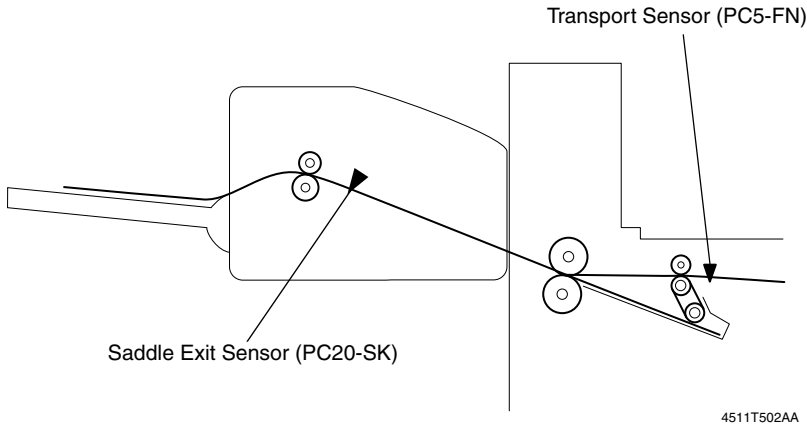 Transport Sensor (PC5-FN)
Saddle Exit Sensor (PC20-SK)
4511T502AA